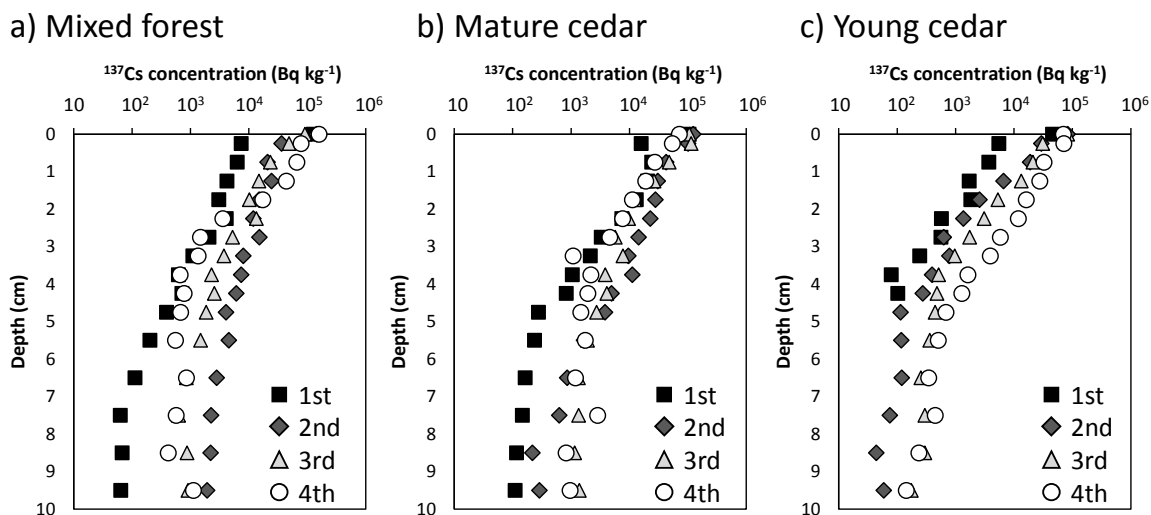 a) Mixed forest
b) Mature cedar
c) Young cedar
¹³⁷Cs concentration (Bq kg⁻¹)
¹³⁷Cs concentration (Bq kg⁻¹)
¹³⁷Cs concentration (Bq kg⁻¹)
10 10² 10³ 10⁴ 10⁵ 10⁶
10 10² 10³ 10⁴ 10⁵ 10⁶
10 10² 10³ 10⁴ 10⁵ 10⁶
Depth (cm)
0
1
2
3
4
5
6
7
8
9
10
1st
2nd
3rd
4th
Depth (cm)
0
1
2
3
4
5
6
7
8
9
10
1st
2nd
3rd
4th
Depth (cm)
0
1
2
3
4
5
6
7
8
9
10
1st
2nd
3rd
4th